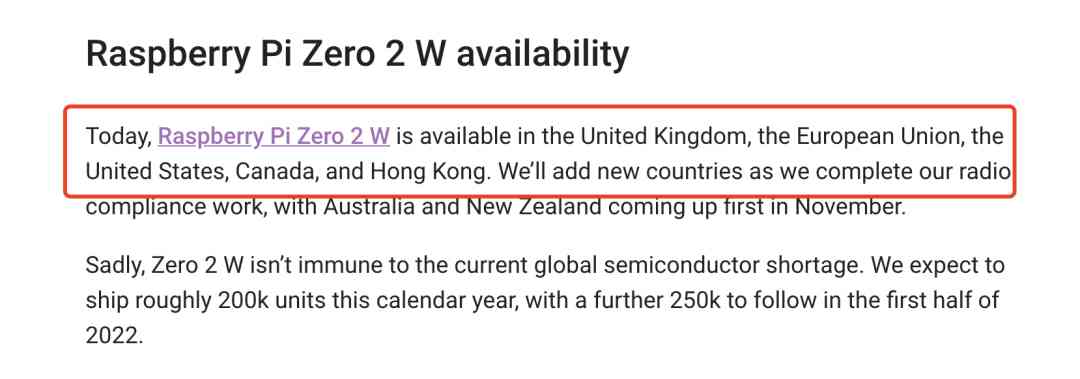 Raspberry Pi Zero 2 W availability
Today, Raspberry Pi Zero 2 W is available in the United Kingdom, the European Union, the
United States, Canada, and Hong Kong. We’ll add new countries as we complete our radio
compliance work, with Australia and New Zealand coming up first in November.
Sadly, Zero 2 W isn’t immune to the current global semiconductor shortage. We expect to
ship roughly 200k units this calendar year, with a further 250k to follow in the first half of
2022.